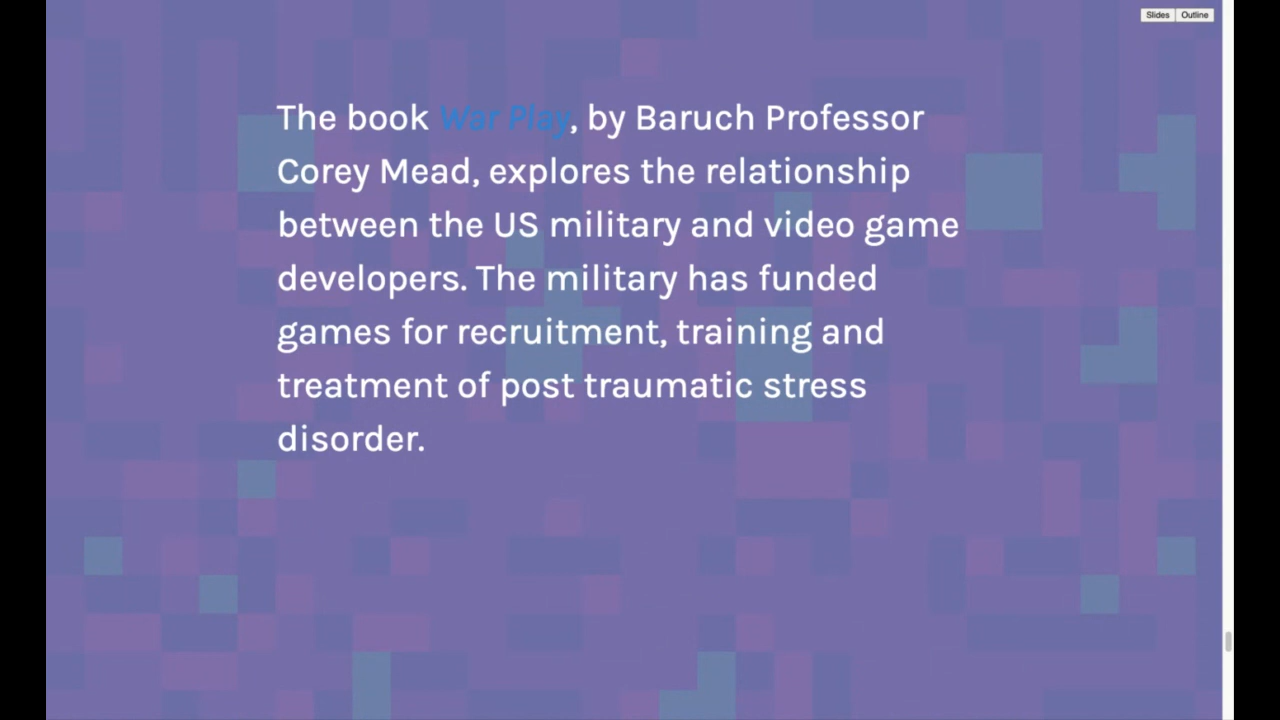 Slides Outline
The book War Play, by Baruch Professor
Corey Mead, explores the relationship
between the US military and video game
developers. The military has funded
games for recruitment, training and
treatment of post traumatic stress
disorder.